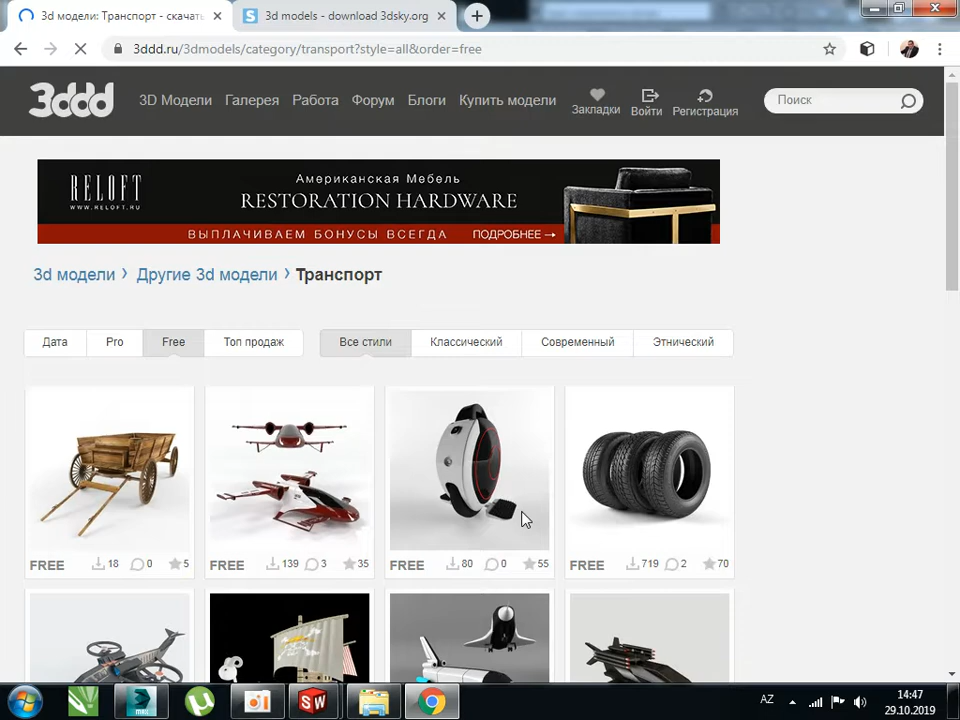 3d модели: Транспорт - скачать
3d models - download 3dsky.org
3ddd.ru/3dmodels/category/transport?style=all&order=free
3ddd
3D Модели
Галерея
Работа
Форум
Блоги
Купить модели
Закладки
Войти
Регистрация
Поиск
RELOFT
WWW.RELOFT.RU
Американская Мебель
RESTORATION HARDWARE
ВЫПЛАЧИВАЕМ БОНУСЫ ВСЕГДА
ПОДРОБНЕЕ →
3d модели › Другие 3d модели › Транспорт
Дата
Pro
Free
Топ продаж
Все стили
Классический
Современный
Этнический
FREE 18 0 5
FREE 139 3 35
FREE 80 0 55
FREE 719 2 70
SW
AZ
14:47
29.10.2019